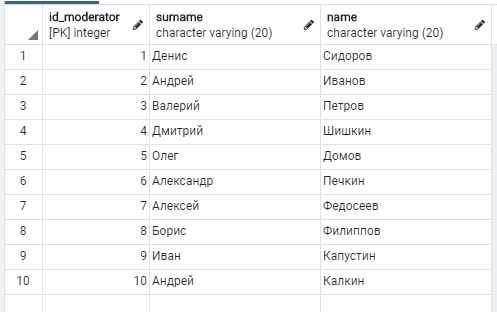 id_moderator surname name
[PK] integer character varying (20) character varying (20)
1 1 Денис Сидоров
2 2 Андрей Иванов
3 3 Валерий Петров
4 4 Дмитрий Шишкин
5 5 Олег Домов
6 6 Александр Печкин
7 7 Алексей Федосеев
8 8 Борис Филиппов
9 9 Иван Капустин
10 10 Андрей Калкин